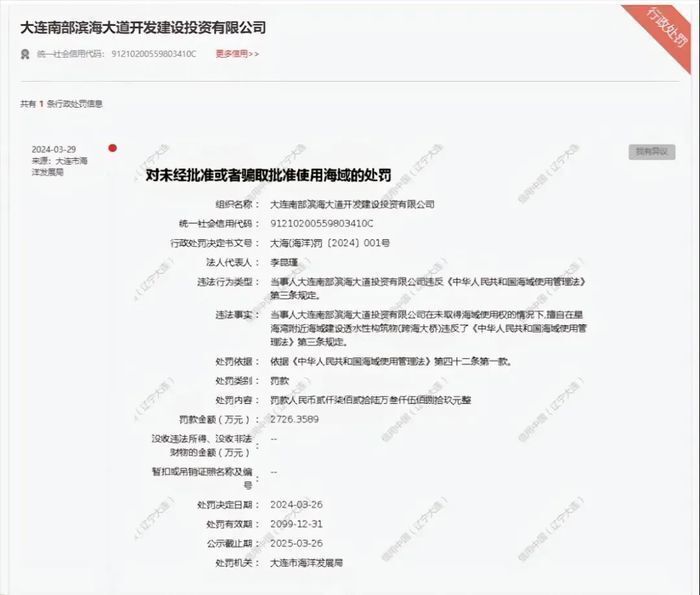 大连南部滨海大道开发建设投资有限公司
行政处罚
统一社会信用代码： 91210200559803410C 更多信用>>
共有 1 条行政处罚信息
2024-03-29
来源：大连市海
洋发展局
我有异议
对未经批准或者骗取批准使用海域的处罚
组织名称： 大连南部滨海大道开发建设投资有限公司
统一社会信用代码： 91210200559803410C
行政处罚决定书文号： 大海(海洋)罚〔2024〕001号
法人代表人： 李昆瑾
违法行为类型： 当事人大连南部滨海大道投资有限公司违反《中华人民共和国海域使用管理法》
第三条规定。
违法事实： 当事人大连南部滨海大道投资有限公司在未取得海域使用权的情况下,擅自在星
海湾附近海域建设透水性构筑物(跨海大桥)违反了《中华人民共和国海域使用管
理法》第三条规定。
处罚依据： 依据《中华人民共和国海域使用管理法》第四十二条第一款。
处罚类别： 罚款
处罚内容： 罚款人民币贰仟柒佰贰拾陆万叁仟伍佰捌拾玖元整
罚款金额（万元）： 2726.3589
没收违法所得、没收非法
财物的金额（万元）： --
暂扣或吊销证照名称及编
号： --
处罚决定日期： 2024-03-26
处罚有效期： 2099-12-31
公示截止期： 2025-03-26
处罚机关： 大连市海洋发展局
信用中国（辽宁大连）